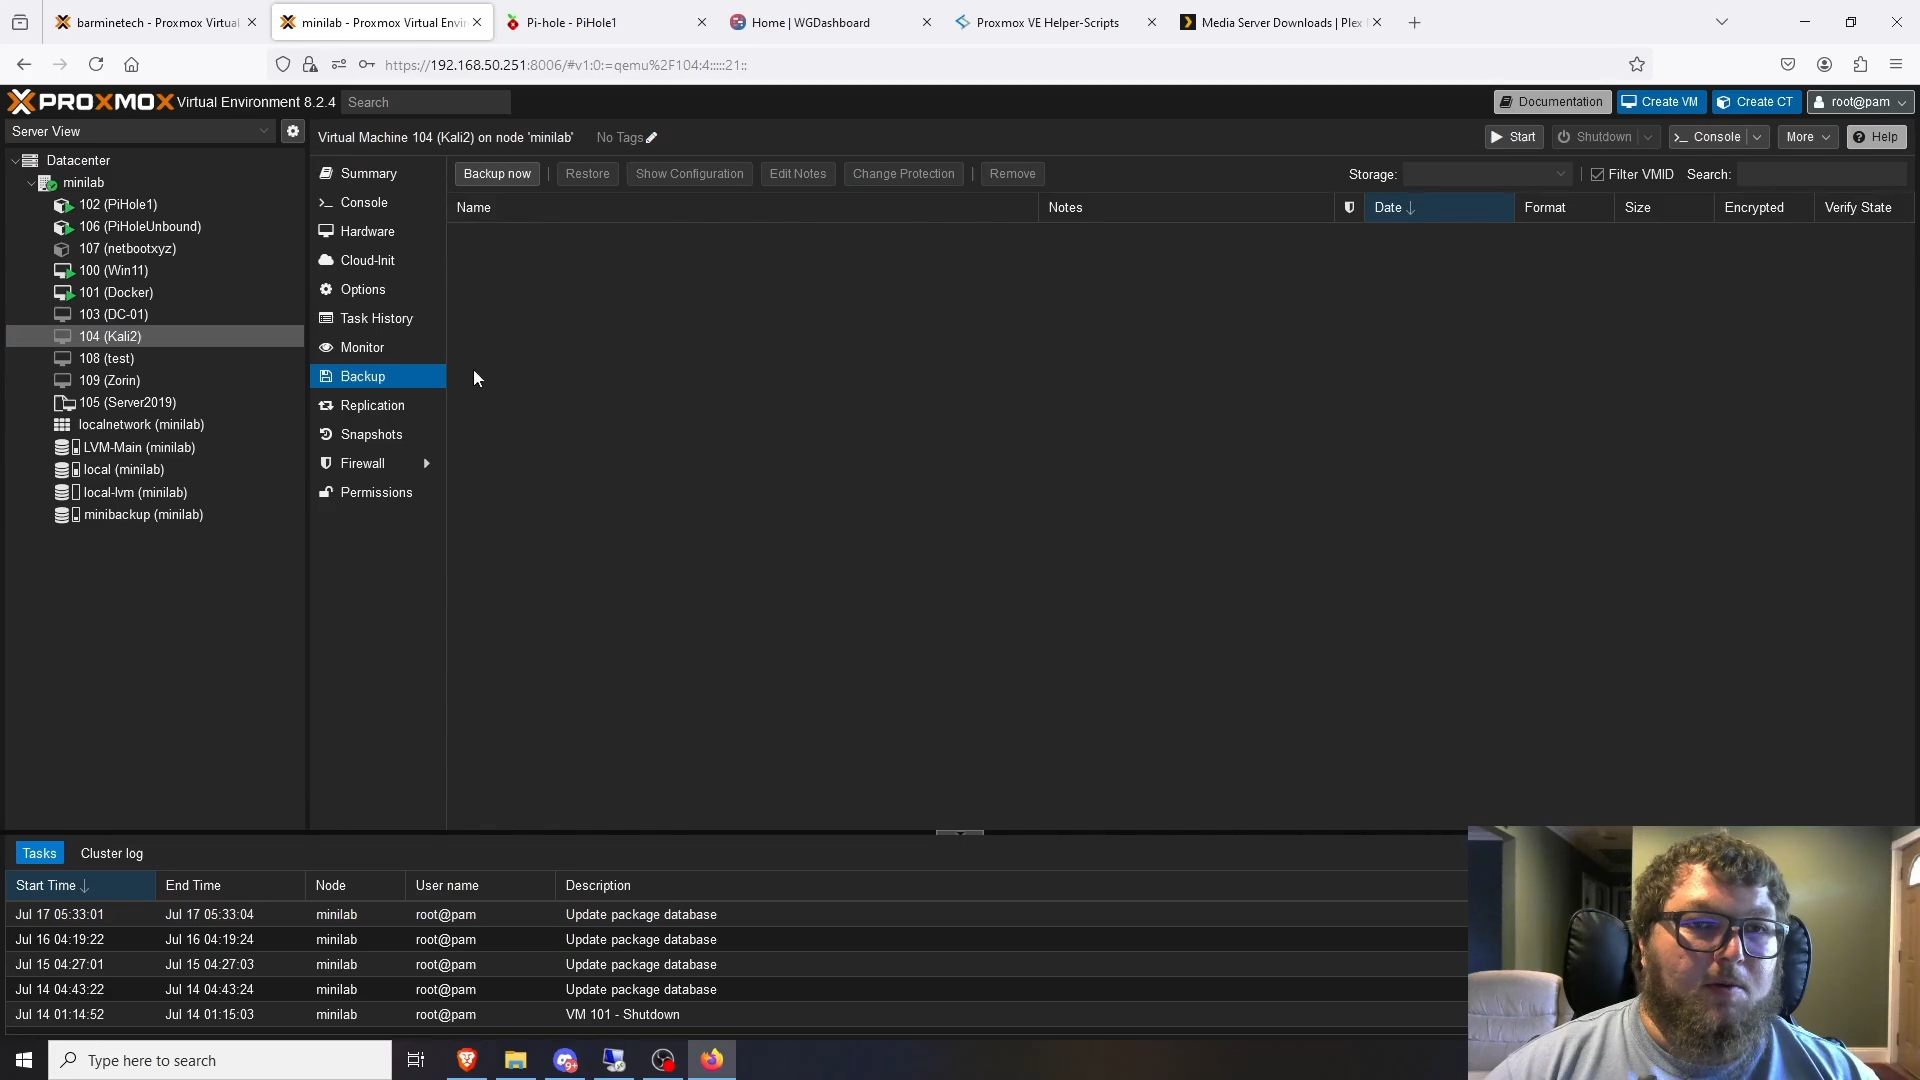 barminetech - Proxmox Virtual
minilab - Proxmox Virtual Envi
Pi-hole - PiHole1
Home | WGDashboard
Proxmox VE Helper-Scripts
Media Server Downloads | Plex
https://192.168.50.251:8006/#v1:0:=qemu%2F104:4:::::21::
PROXMOX Virtual Environment 8.2.4 Search
Documentation Create VM Create CT root@pam
Server View
Virtual Machine 104 (Kali2) on node 'minilab' No Tags
Start Shutdown Console More Help
Datacenter
minilab
102 (PiHole1)
106 (PiHoleUnbound)
107 (netbootxyz)
100 (Win11)
101 (Docker)
103 (DC-01)
104 (Kali2)
108 (test)
109 (Zorin)
105 (Server2019)
localnetwork (minilab)
LVM-Main (minilab)
local (minilab)
local-lvm (minilab)
minibackup (minilab)
Summary
Console
Hardware
Cloud-Init
Options
Task History
Monitor
Backup
Replication
Snapshots
Firewall
Permissions
Backup now Restore Show Configuration Edit Notes Change Protection Remove Storage: Filter VMID Search:
Name Notes Date Format Size Encrypted Verify State
Tasks Cluster log
Start Time End Time Node User name Description
Jul 17 05:33:01 Jul 17 05:33:04 minilab root@pam Update package database
Jul 16 04:19:22 Jul 16 04:19:24 minilab root@pam Update package database
Jul 15 04:27:01 Jul 15 04:27:03 minilab root@pam Update package database
Jul 14 04:43:22 Jul 14 04:43:24 minilab root@pam Update package database
Jul 14 01:14:52 Jul 14 01:15:03 minilab root@pam VM 101 - Shutdown
Type here to search
9+